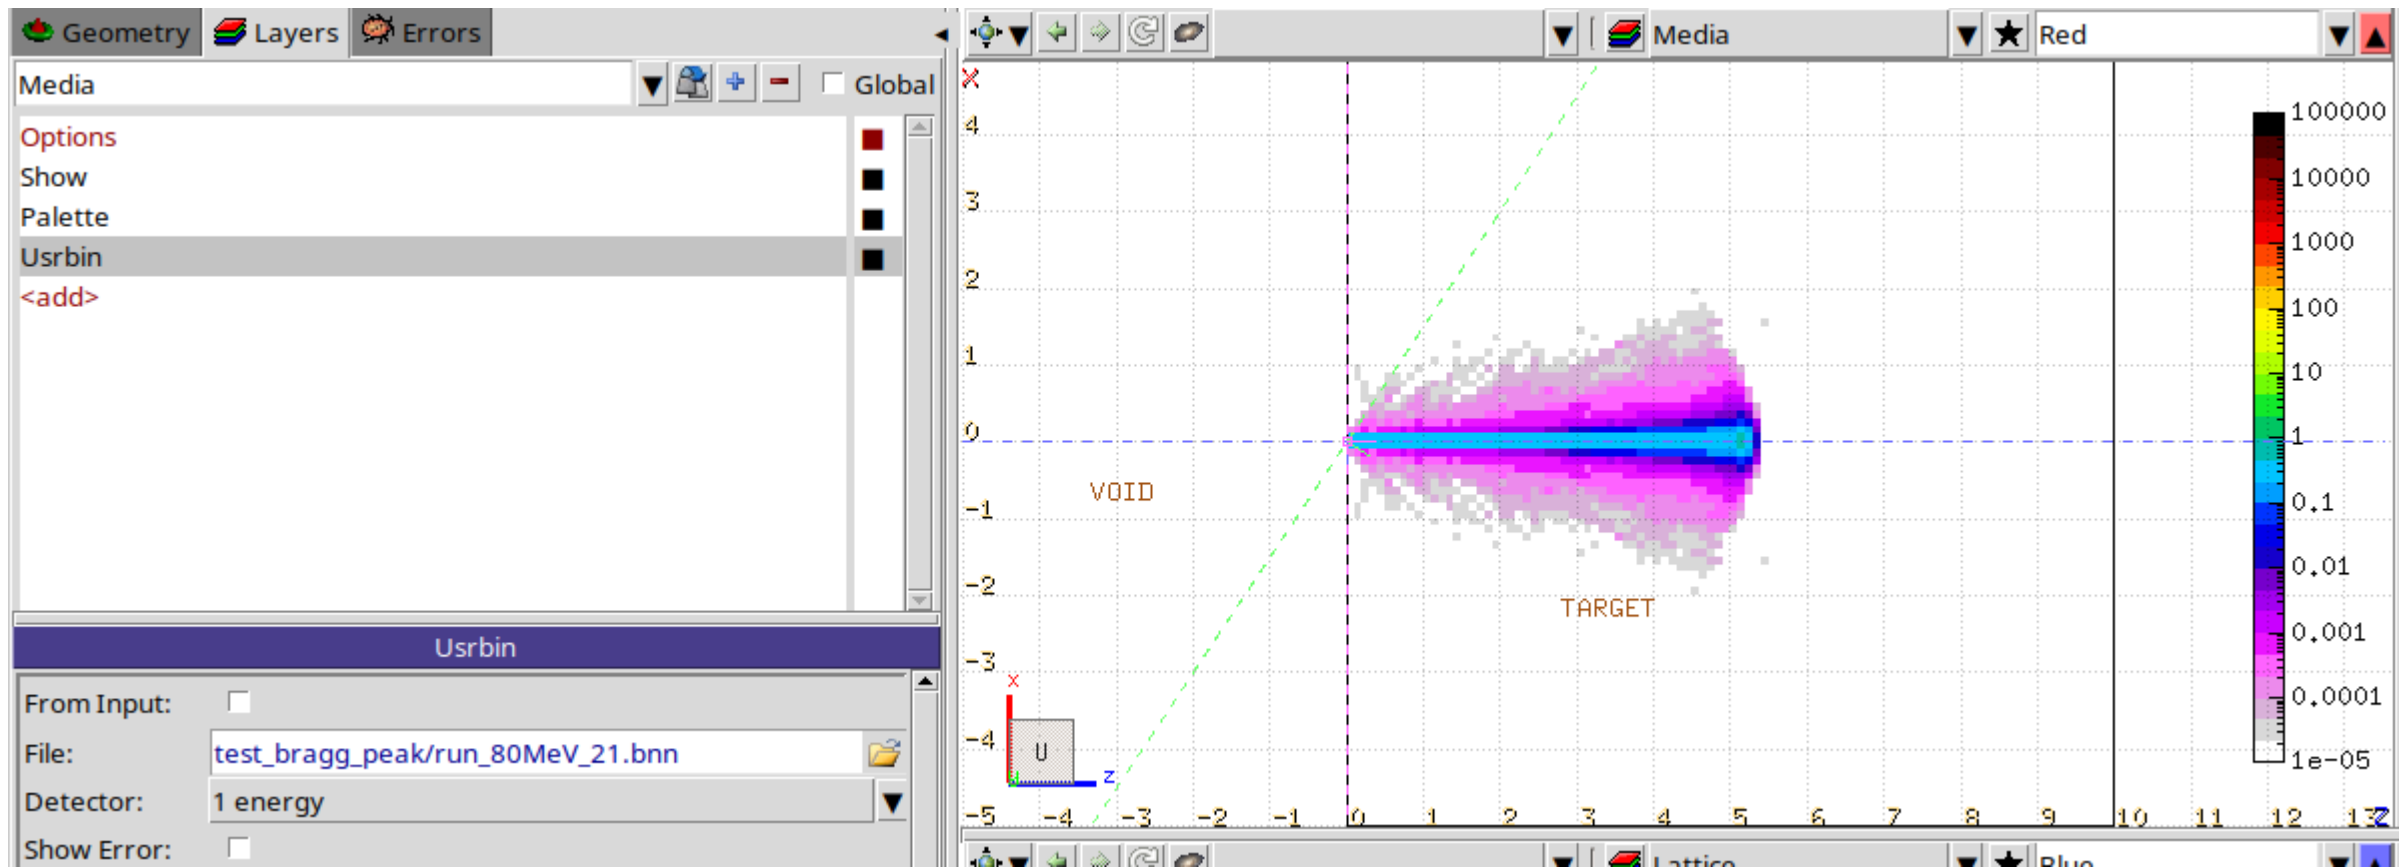 Geometry Layers Errors
Media Global
Options
Show
Palette
Usrbin
<add>
Usrbin
From Input:
File: test_bragg_peak/run_80MeV_21.bnn
Detector: 1 energy
Show Error:
Media Red
X
4
3
2
1
0
-1
-2
-3
-4
-5 -4 -3 -2 -1 0 1 2 3 4 5 6 7 8 9 10 11 12 13 Z
VOID
TARGET
x
U
z
100000
10000
1000
100
10
1
0.1
0.01
0.001
0.0001
1e-05
Lattice Blue